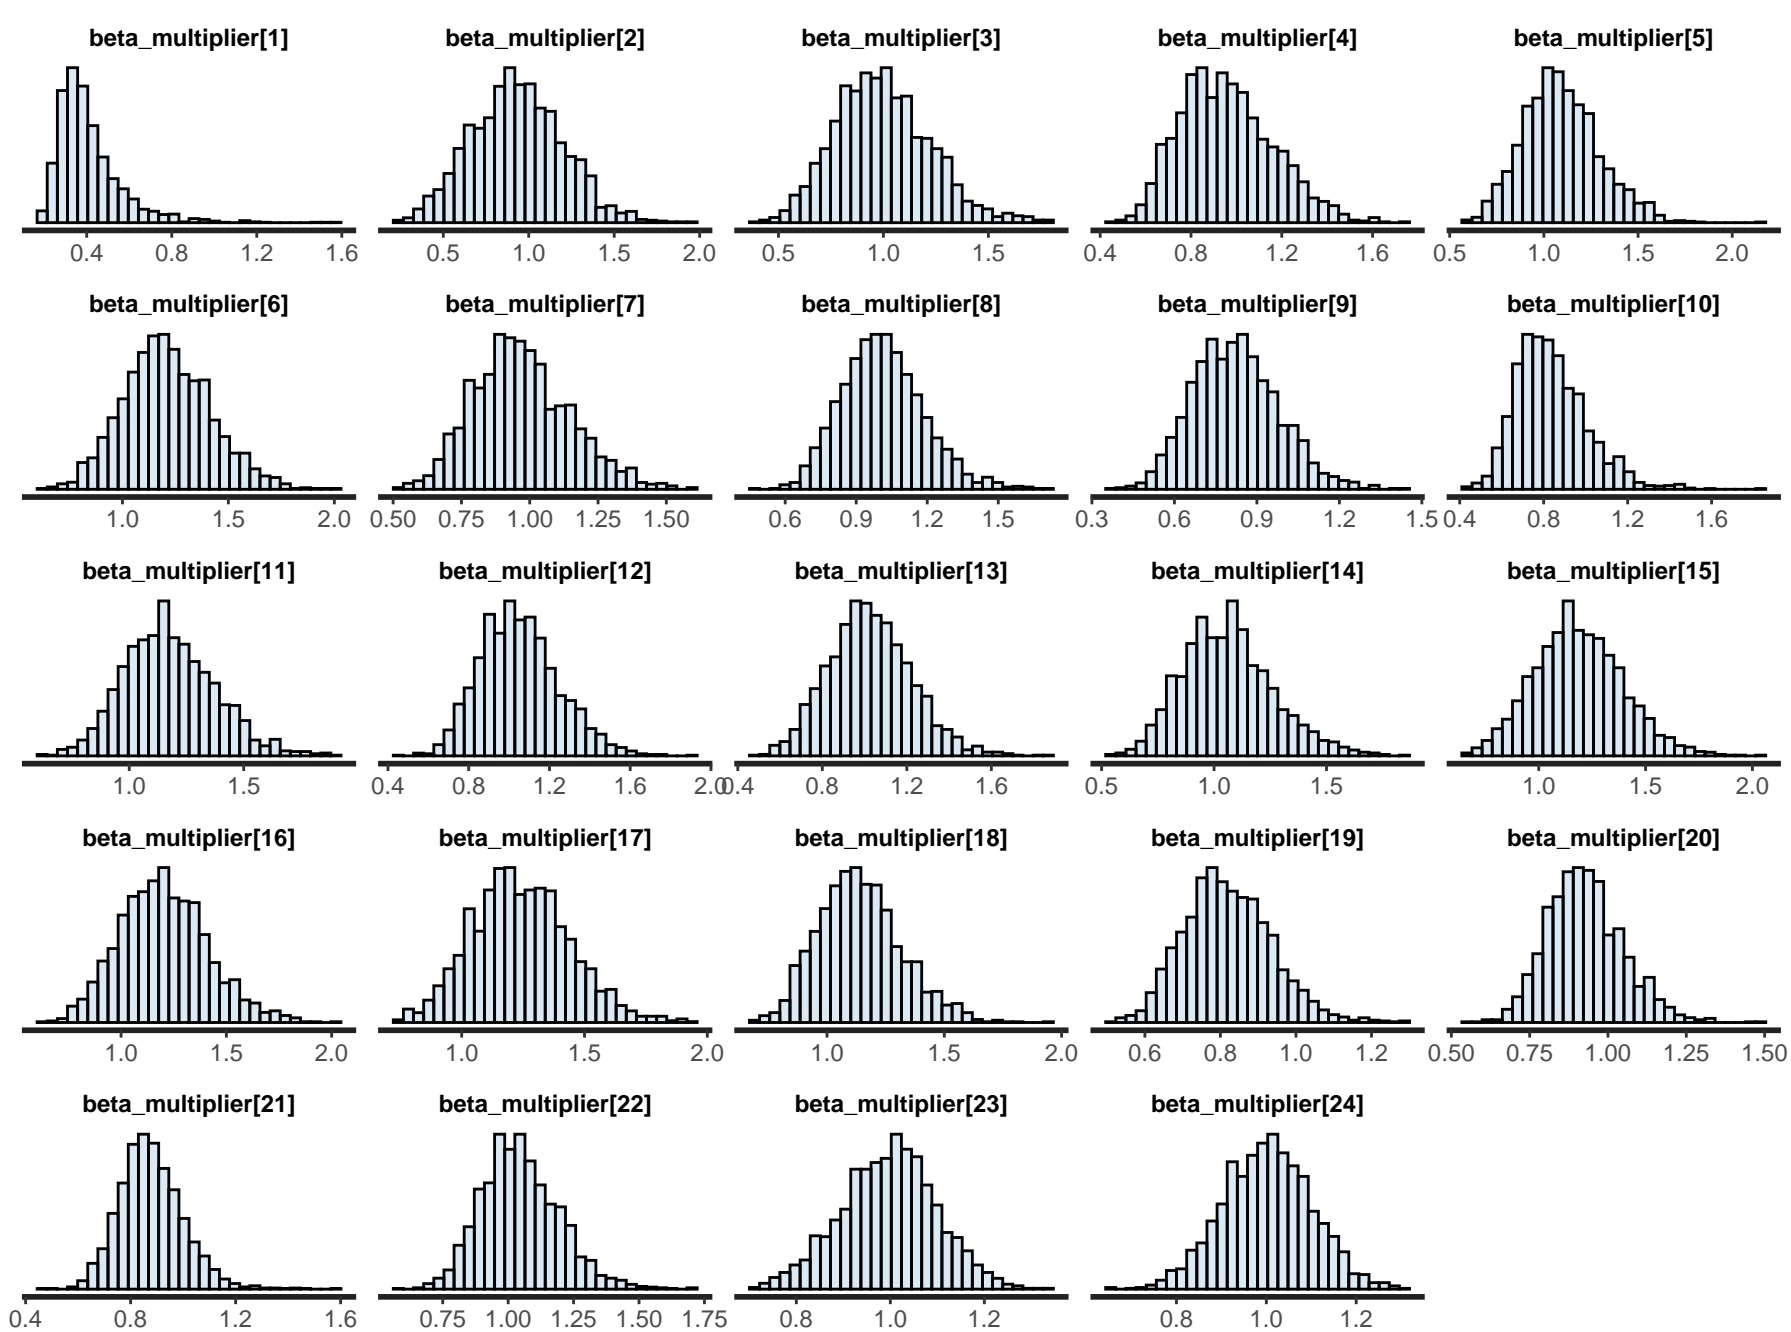 beta_multiplier[1] beta_multiplier[2] beta_multiplier[3] beta_multiplier[4] beta_multiplier[5]
0.4 0.8 1.2 1.6 0.5 1.0 1.5 2.0 0.5 1.0 1.5 0.4 0.8 1.2 1.6 0.5 1.0 1.5 2.0
beta_multiplier[6] beta_multiplier[7] beta_multiplier[8] beta_multiplier[9] beta_multiplier[10]
1.0 1.5 2.0 0.50 0.75 1.00 1.25 1.50 0.6 0.9 1.2 1.5 0.3 0.6 0.9 1.2 1.5 0.4 0.8 1.2 1.6
beta_multiplier[11] beta_multiplier[12] beta_multiplier[13] beta_multiplier[14] beta_multiplier[15]
1.0 1.5 0.4 0.8 1.2 1.6 2.0 0.4 0.8 1.2 1.6 0.5 1.0 1.5 1.0 1.5 2.0
beta_multiplier[16] beta_multiplier[17] beta_multiplier[18] beta_multiplier[19] beta_multiplier[20]
1.0 1.5 2.0 1.0 1.5 2.0 1.0 1.5 2.0 0.6 0.8 1.0 1.2 0.50 0.75 1.00 1.25 1.50
beta_multiplier[21] beta_multiplier[22] beta_multiplier[23] beta_multiplier[24]
0.4 0.8 1.2 1.6 0.75 1.00 1.25 1.50 1.75 0.8 1.0 1.2 0.8 1.0 1.2